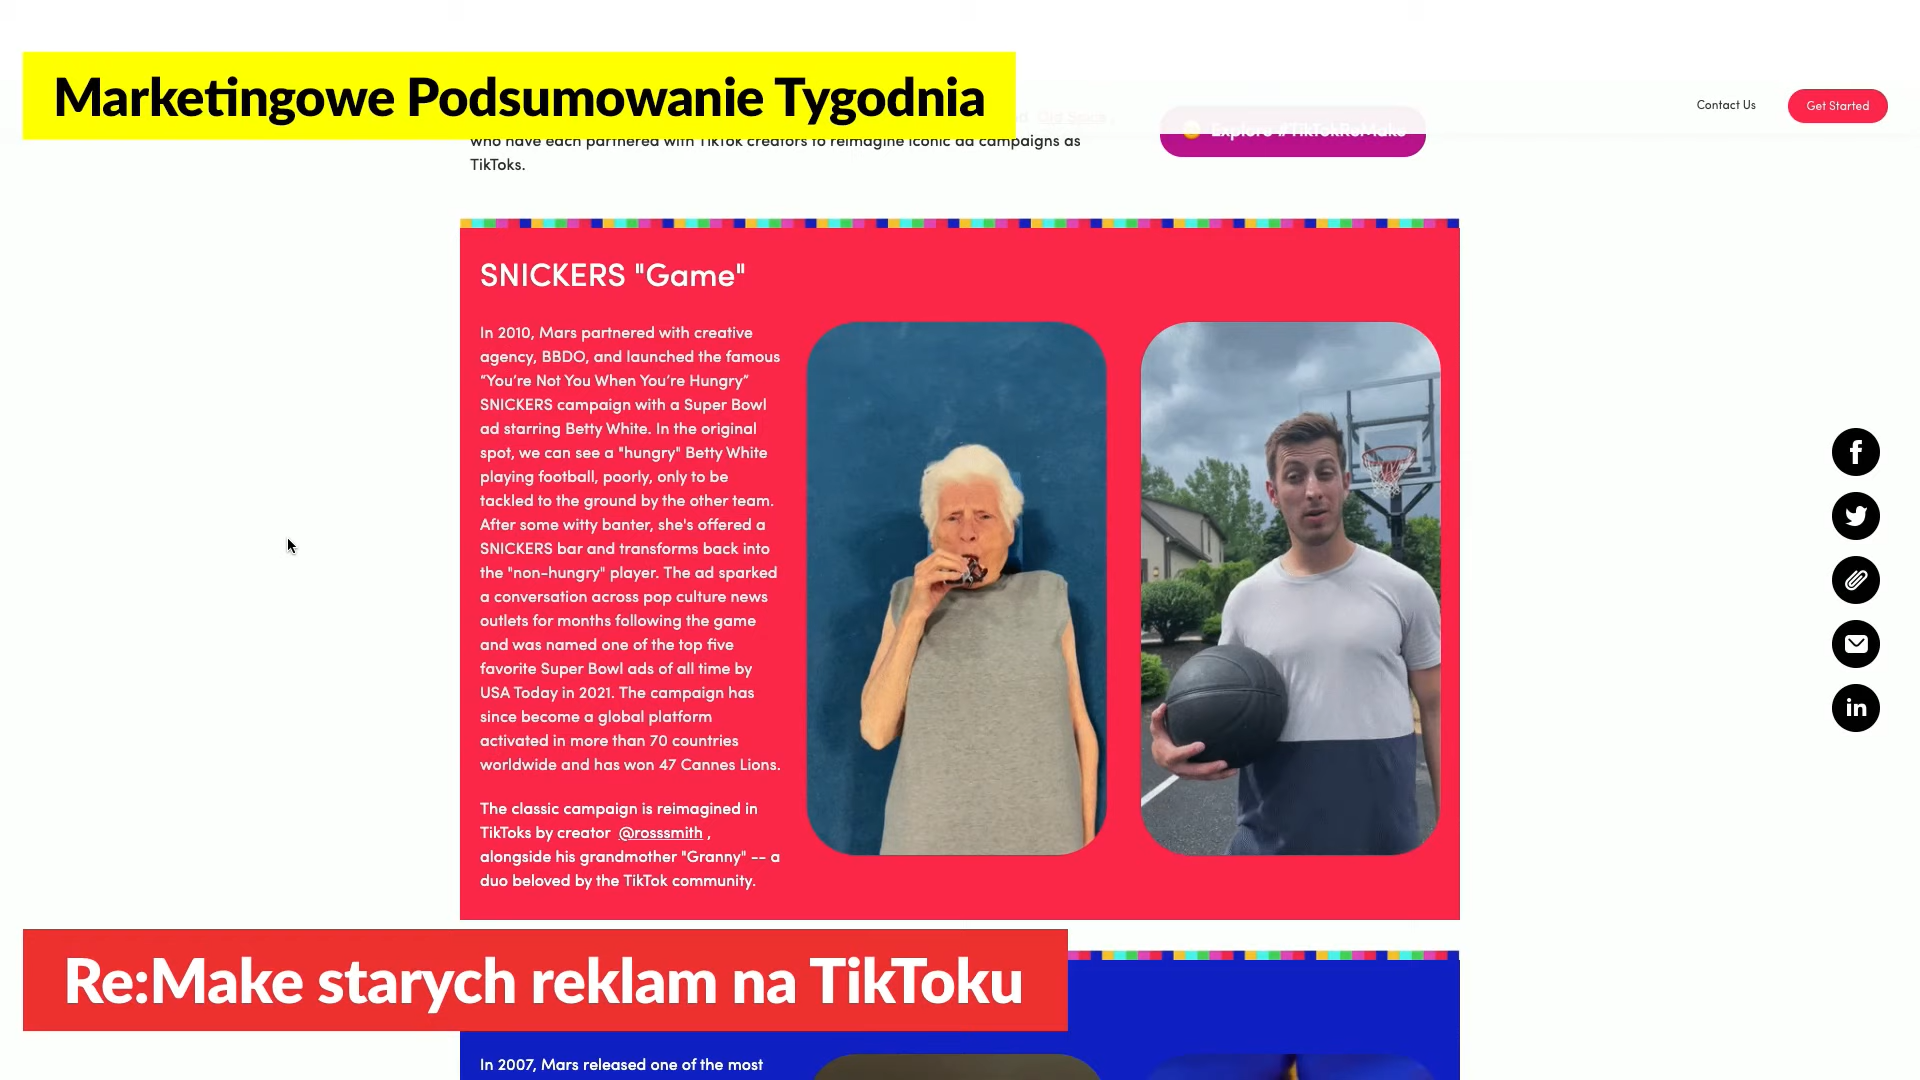 Marketingowe Podsumowanie Tygodnia
Contact Us
Get Started
Old Spice,
Explore #TikTokReMake
who have each partnered with TikTok creators to reimagine iconic ad campaigns as
TikToks.
SNICKERS "Game"
In 2010, Mars partnered with creative
agency, BBDO, and launched the famous
“You’re Not You When You’re Hungry”
SNICKERS campaign with a Super Bowl
ad starring Betty White. In the original
spot, we can see a "hungry" Betty White
playing football, poorly, only to be
tackled to the ground by the other team.
After some witty banter, she's offered a
SNICKERS bar and transforms back into
the "non-hungry" player. The ad sparked
a conversation across pop culture news
outlets for months following the game
and was named one of the top five
favorite Super Bowl ads of all time by
USA Today in 2021. The campaign has
since become a global platform
activated in more than 70 countries
worldwide and has won 47 Cannes Lions.
The classic campaign is reimagined in
TikToks by creator @rosssmith ,
alongside his grandmother "Granny" -- a
duo beloved by the TikTok community.
Re:Make starych reklam na TikToku
In 2007, Mars released one of the most